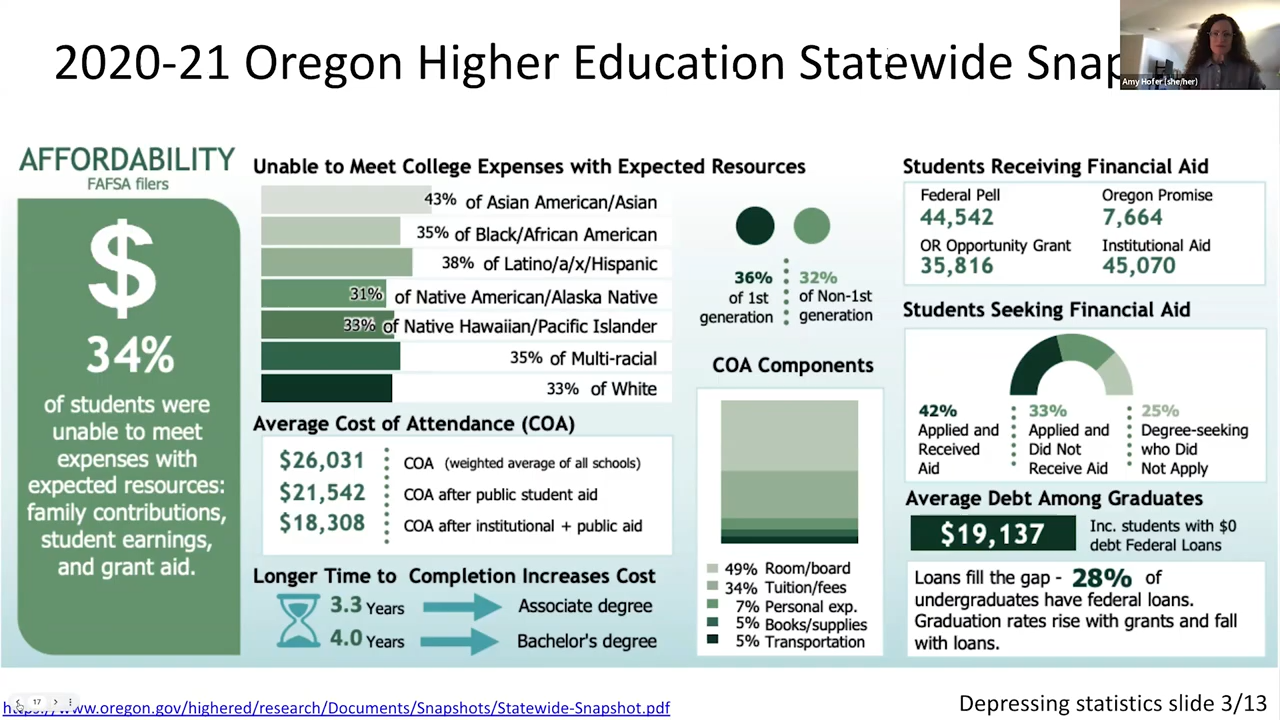 2020-21 Oregon Higher Education Statewide Snap
Amy Hofer (she/her)
AFFORDABILITY
FAFSA filers
$
34%
of students were
unable to meet
expenses with
expected resources:
family contributions,
student earnings,
and grant aid.
Unable to Meet College Expenses with Expected Resources
43% of Asian American/Asian
35% of Black/African American
38% of Latino/a/x/Hispanic
31% of Native American/Alaska Native
33% of Native Hawaiian/Pacific Islander
35% of Multi-racial
33% of White
36%
of 1st
generation
32%
of Non-1st
generation
Average Cost of Attendance (COA)
$26,031 COA (weighted average of all schools)
$21,542 COA after public student aid
$18,308 COA after institutional + public aid
Longer Time to Completion Increases Cost
3.3 Years Associate degree
4.0 Years Bachelor's degree
COA Components
49% Room/board
34% Tuition/fees
7% Personal exp.
5% Books/supplies
5% Transportation
Students Receiving Financial Aid
Federal Pell
44,542
Oregon Promise
7,664
OR Opportunity Grant
35,816
Institutional Aid
45,070
Students Seeking Financial Aid
42%
Applied and
Received
Aid
33%
Applied and
Did Not
Receive Aid
25%
Degree-seeking
who Did
Not Apply
Average Debt Among Graduates
$19,137
Inc. students with $0
debt Federal Loans
Loans fill the gap - 28% of
undergraduates have federal loans.
Graduation rates rise with grants and fall
with loans.
17
https://www.oregon.gov/highered/research/Documents/Snapshots/Statewide-Snapshot.pdf
Depressing statistics slide 3/13